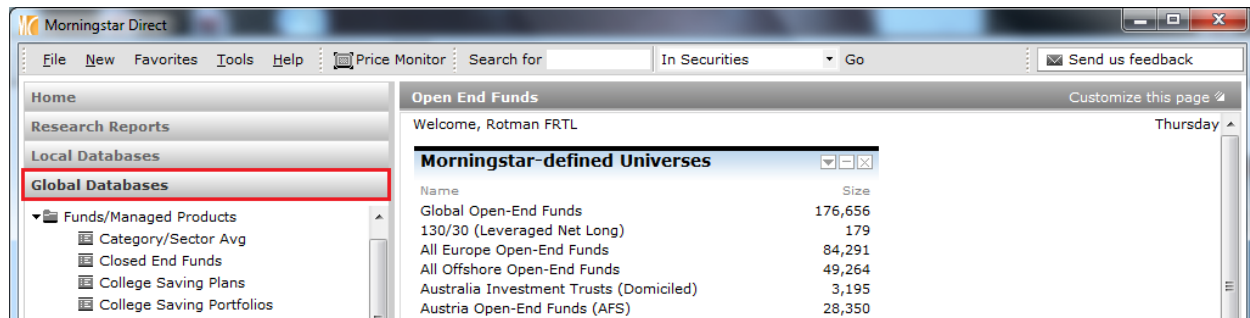 Morningstar Direct
File New Favorites Tools Help Price Monitor Search for In Securities Go Send us feedback
Home
Research Reports
Local Databases
Global Databases
Funds/Managed Products
Category/Sector Avg
Closed End Funds
College Saving Plans
College Saving Portfolios
Open End Funds Customize this page
Welcome, Rotman FRTL Thursday
Morningstar-defined Universes
Name Size
Global Open-End Funds 176,656
130/30 (Leveraged Net Long) 179
All Europe Open-End Funds 84,291
All Offshore Open-End Funds 49,264
Australia Investment Trusts (Domiciled) 3,195
Austria Open-End Funds (AFS) 28,350